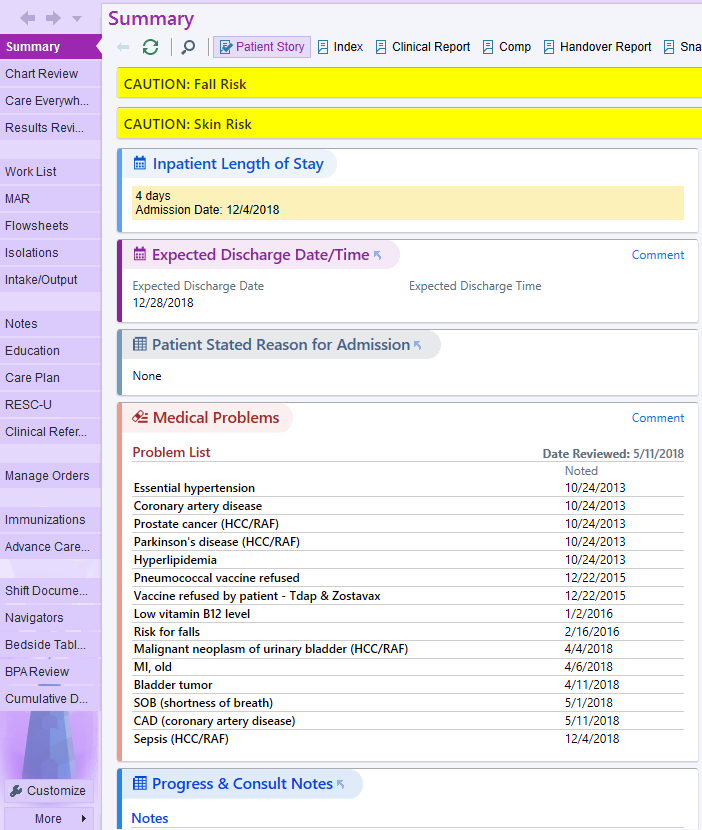 Summary
Patient Story Index Clinical Report Comp Handover Report Sna
Summary
Chart Review
Care Everywh...
Results Revi...
Work List
MAR
Flowsheets
Isolations
Intake/Output
Notes
Education
Care Plan
RESC-U
Clinical Refer...
Manage Orders
Immunizations
Advance Care...
Shift Docume...
Navigators
Bedside Tabl...
BPA Review
Cumulative D...
Customize
More
CAUTION: Fall Risk
CAUTION: Skin Risk
Inpatient Length of Stay
4 days
Admission Date: 12/4/2018
Expected Discharge Date/Time Comment
Expected Discharge Date Expected Discharge Time
12/28/2018
Patient Stated Reason for Admission
None
Medical Problems Comment
Problem List Date Reviewed: 5/11/2018
Noted
Essential hypertension 10/24/2013
Coronary artery disease 10/24/2013
Prostate cancer (HCC/RAF) 10/24/2013
Parkinson's disease (HCC/RAF) 10/24/2013
Hyperlipidemia 10/24/2013
Pneumococcal vaccine refused 12/22/2015
Vaccine refused by patient - Tdap & Zostavax 12/22/2015
Low vitamin B12 level 1/2/2016
Risk for falls 2/16/2016
Malignant neoplasm of urinary bladder (HCC/RAF) 4/4/2018
MI, old 4/6/2018
Bladder tumor 4/11/2018
SOB (shortness of breath) 5/1/2018
CAD (coronary artery disease) 5/11/2018
Sepsis (HCC/RAF) 12/4/2018
Progress & Consult Notes
Notes